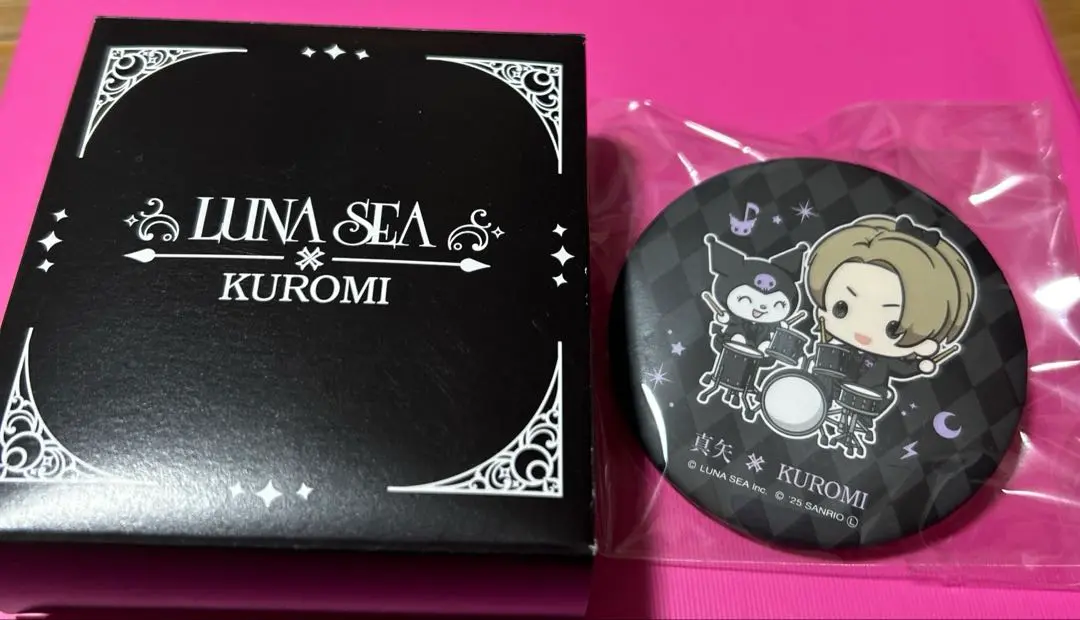 LUNA SEA
×
KUROMI
真矢 × KUROMI
© LUNA SEA Inc. © '25 SANRIO Ⓛ